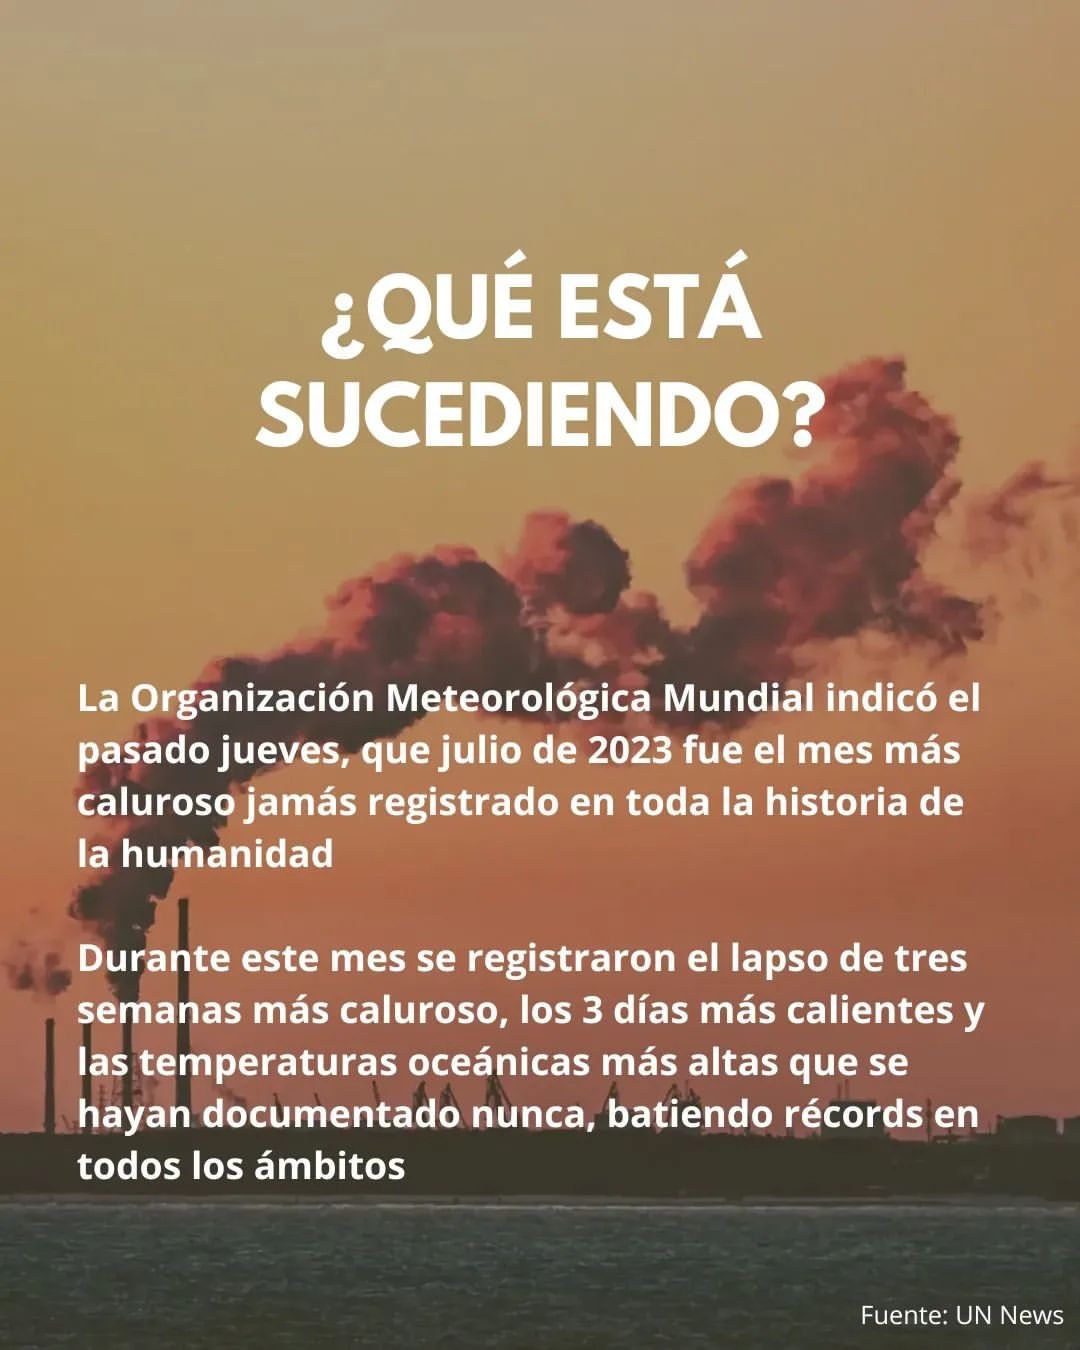 ¿QUÉ ESTÁ
SUCEDIENDO?
La Organización Meteorológica Mundial indicó el
pasado jueves, que julio de 2023 fue el mes más
caluroso jamás registrado en toda la historia de
la humanidad
Durante este mes se registraron el lapso de tres
semanas más caluroso, los 3 días más calientes y
las temperaturas oceánicas más altas que se
hayan documentado nunca, batiendo récords en
todos los ámbitos
Fuente: UN News